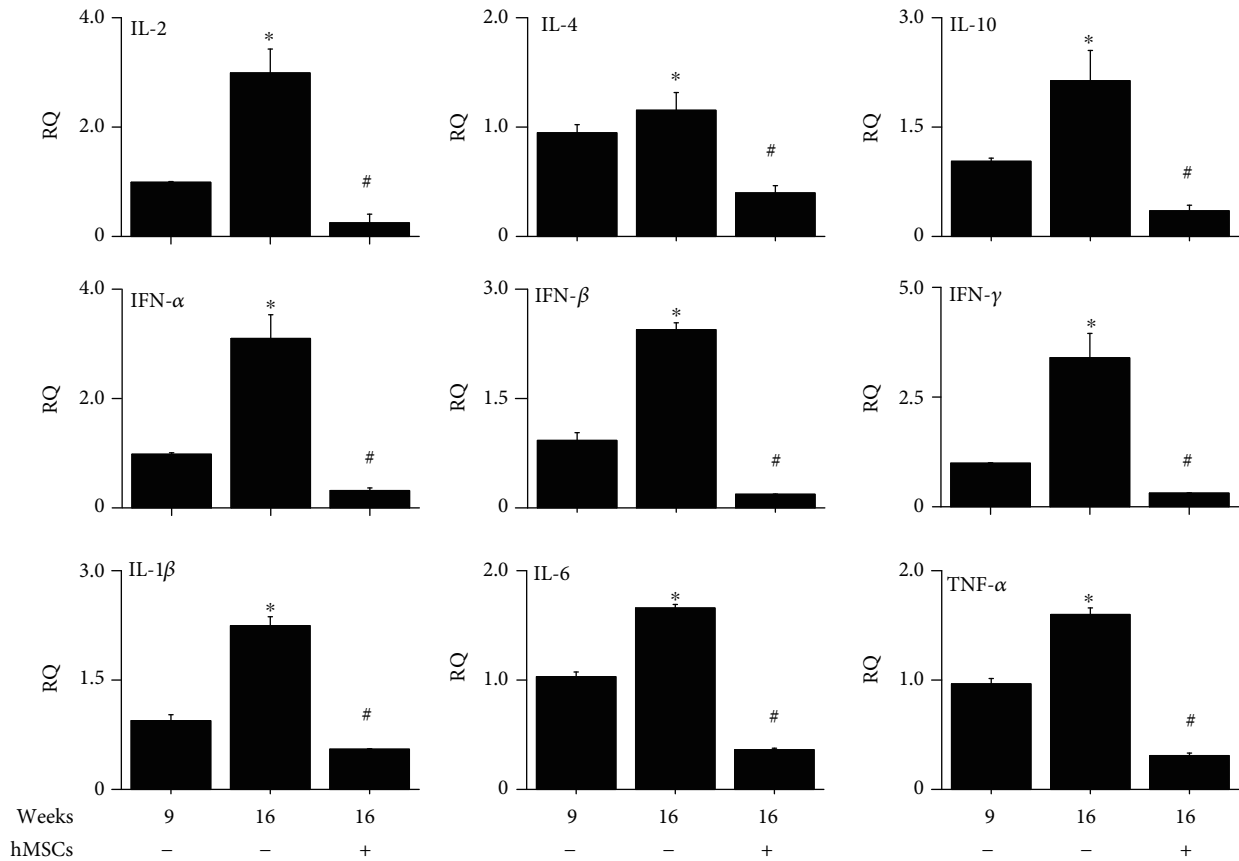 IL-2
4.0
2.0
0
RQ
*
#
IL-4
2.0
1.0
0
RQ
*
#
IL-10
3.0
1.5
0
RQ
*
#
IFN-α
4.0
2.0
0
RQ
*
#
IFN-β
3.0
1.5
0
RQ
*
#
IFN-γ
5.0
2.5
0
RQ
*
#
IL-1β
3.0
1.5
0
RQ
*
#
IL-6
2.0
1.0
0
RQ
*
#
TNF-α
2.0
1.0
0
RQ
*
#
Weeks 9 16 16 9 16 16 9 16 16
hMSCs − − + − − + − − +